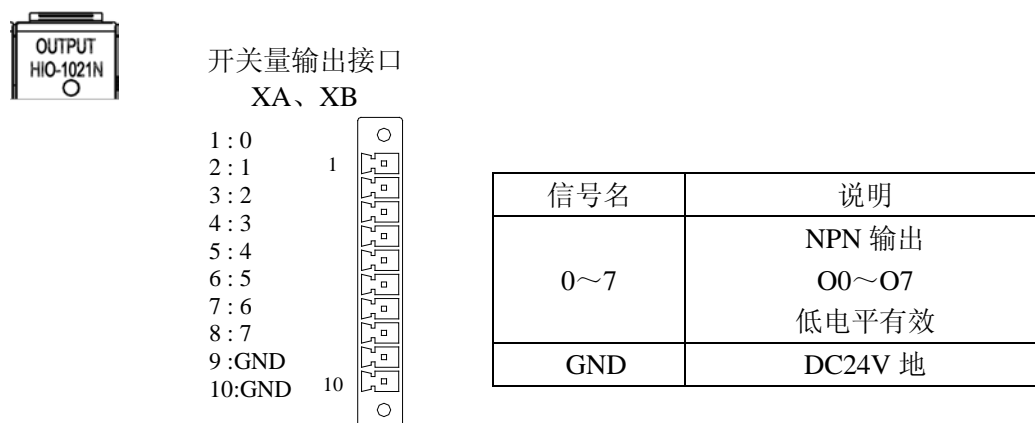 OUTPUT
HIO-1021N
开关量输出接口
XA、XB
1 : 0
2 : 1
3 : 2
4 : 3
5 : 4
6 : 5
7 : 6
8 : 7
9 :GND
10:GND
1
10
信号名 说明
0～7 NPN 输出
O0～O7
低电平有效
GND DC24V 地